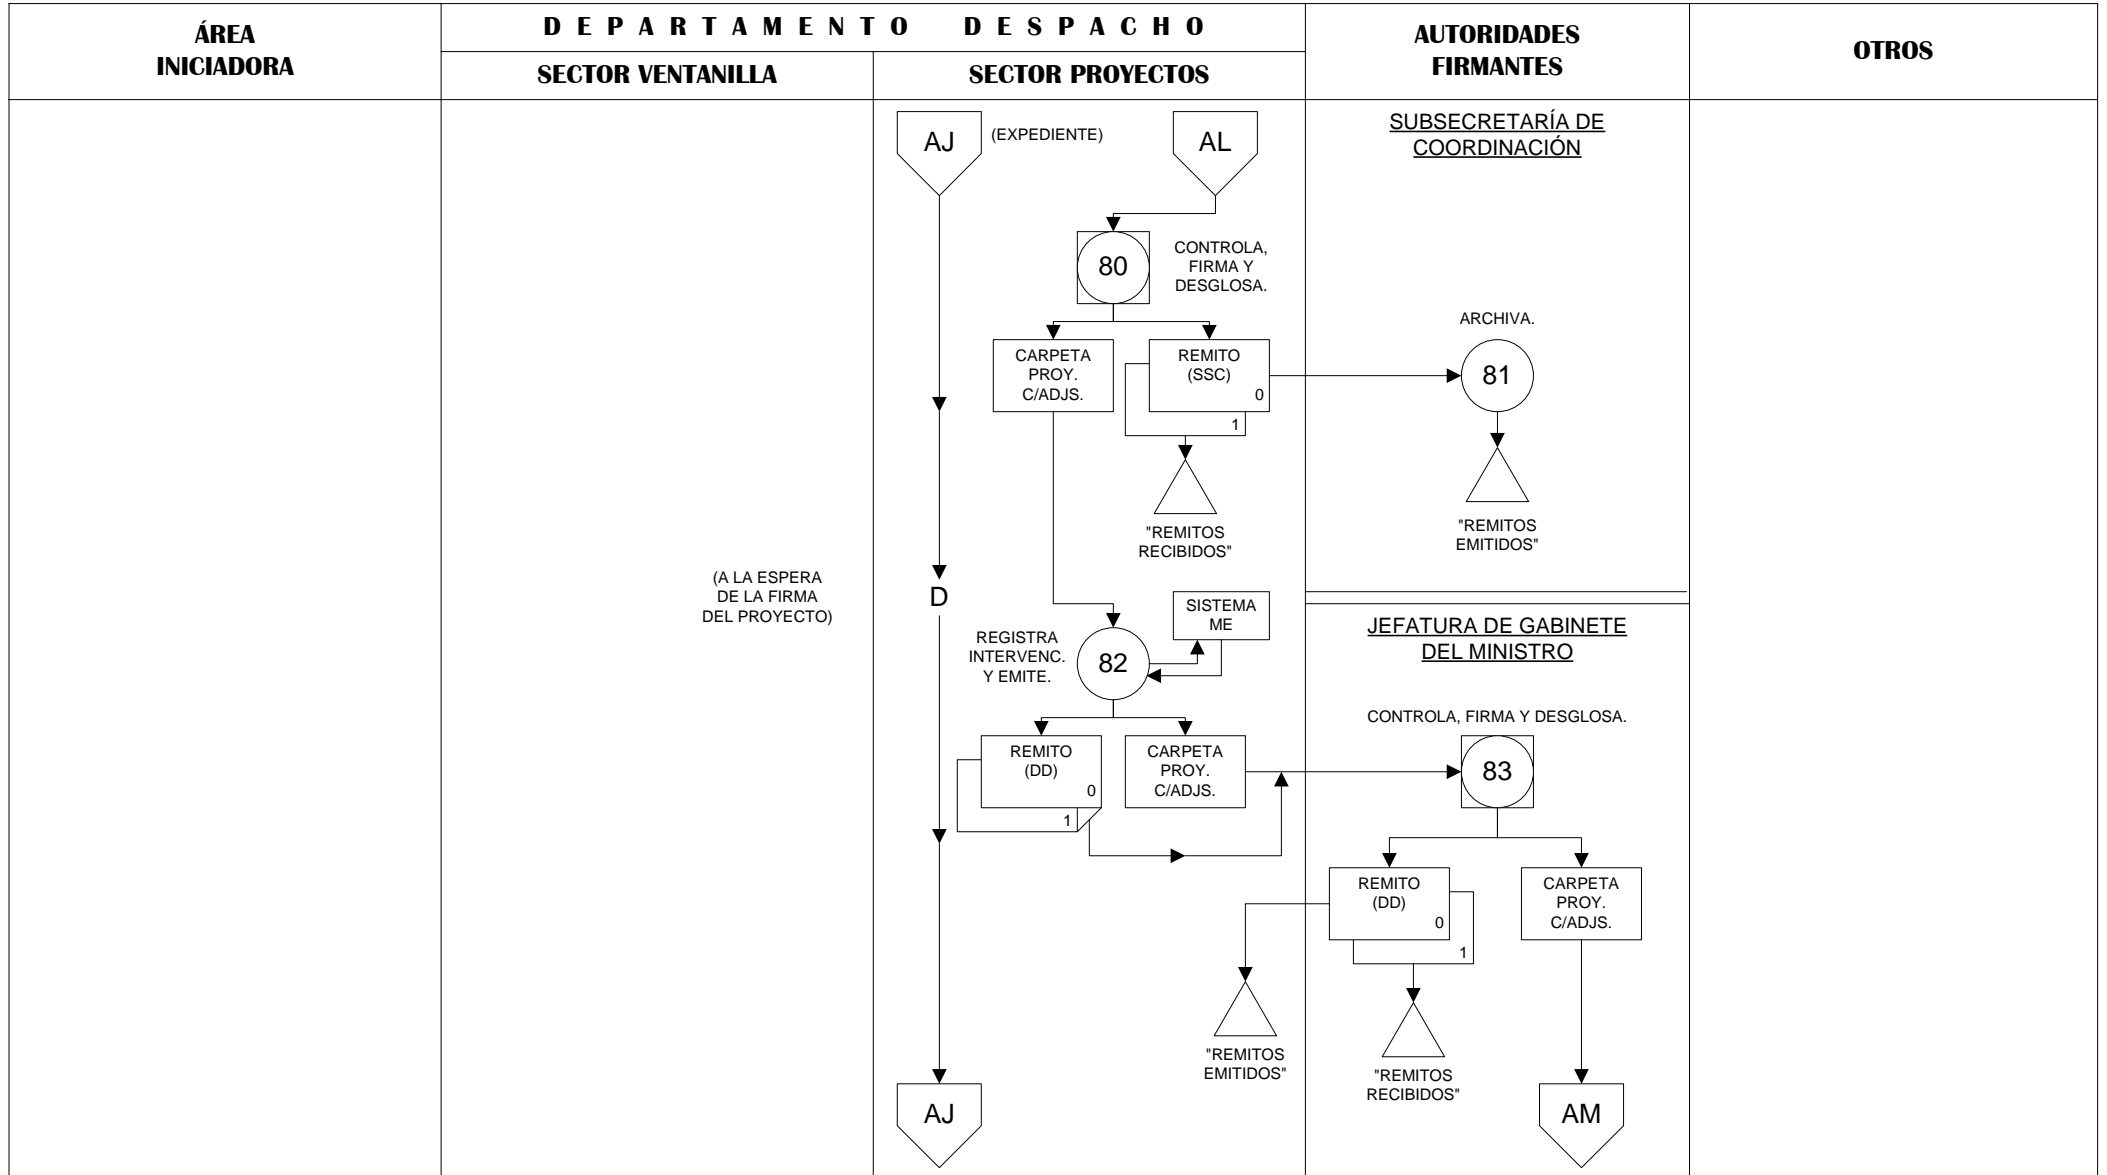 ÁREA
INICIADORA
DEPARTAMENTO DESPACHO
SECTOR VENTANILLA
SECTOR PROYECTOS
AUTORIDADES
FIRMANTES
OTROS
AJ
(EXPEDIENTE)
AL
SUBSECRETARÍA DE
COORDINACIÓN
80
CONTROLA,
FIRMA Y
DESGLOSA.
CARPETA
PROY.
C/ADJS.
REMITO
(SSC)
0
1
ARCHIVA.
81
"REMITOS
RECIBIDOS"
"REMITOS
EMITIDOS"
(A LA ESPERA
DE LA FIRMA
DEL PROYECTO)
D
REGISTRA
INTERVENC.
Y EMITE.
82
SISTEMA
ME
JEFATURA DE GABINETE
DEL MINISTRO
REMITO
(DD)
0
1
CARPETA
PROY.
C/ADJS.
CONTROLA, FIRMA Y DESGLOSA.
83
REMITO
(DD)
0
1
CARPETA
PROY.
C/ADJS.
"REMITOS
EMITIDOS"
"REMITOS
RECIBIDOS"
AJ
AM